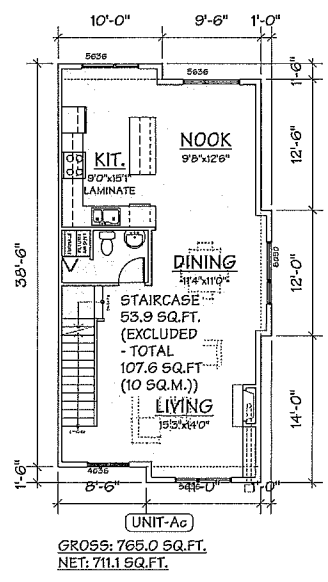 10'-0" 9'-6" 1'-0"
5636
5636
1'-6"
NOOK
9'8"x12'6"
12'-6"
KIT.
9'0"x15'1"
LAMINATE
38'-6"
DINING
11'4"x11'0"
12'-0"
STAIRCASE
53.9 SQ.FT.
(EXCLUDED
- TOTAL
107.6 SQ.FT
(10 SQ.M.))
LIVING
15'3"x14'0"
14'-0"
1'-6"
4636
8'-6"
UNIT-Ac
GROSS: 765.0 SQ.FT.
NET: 711.1 SQ.FT.